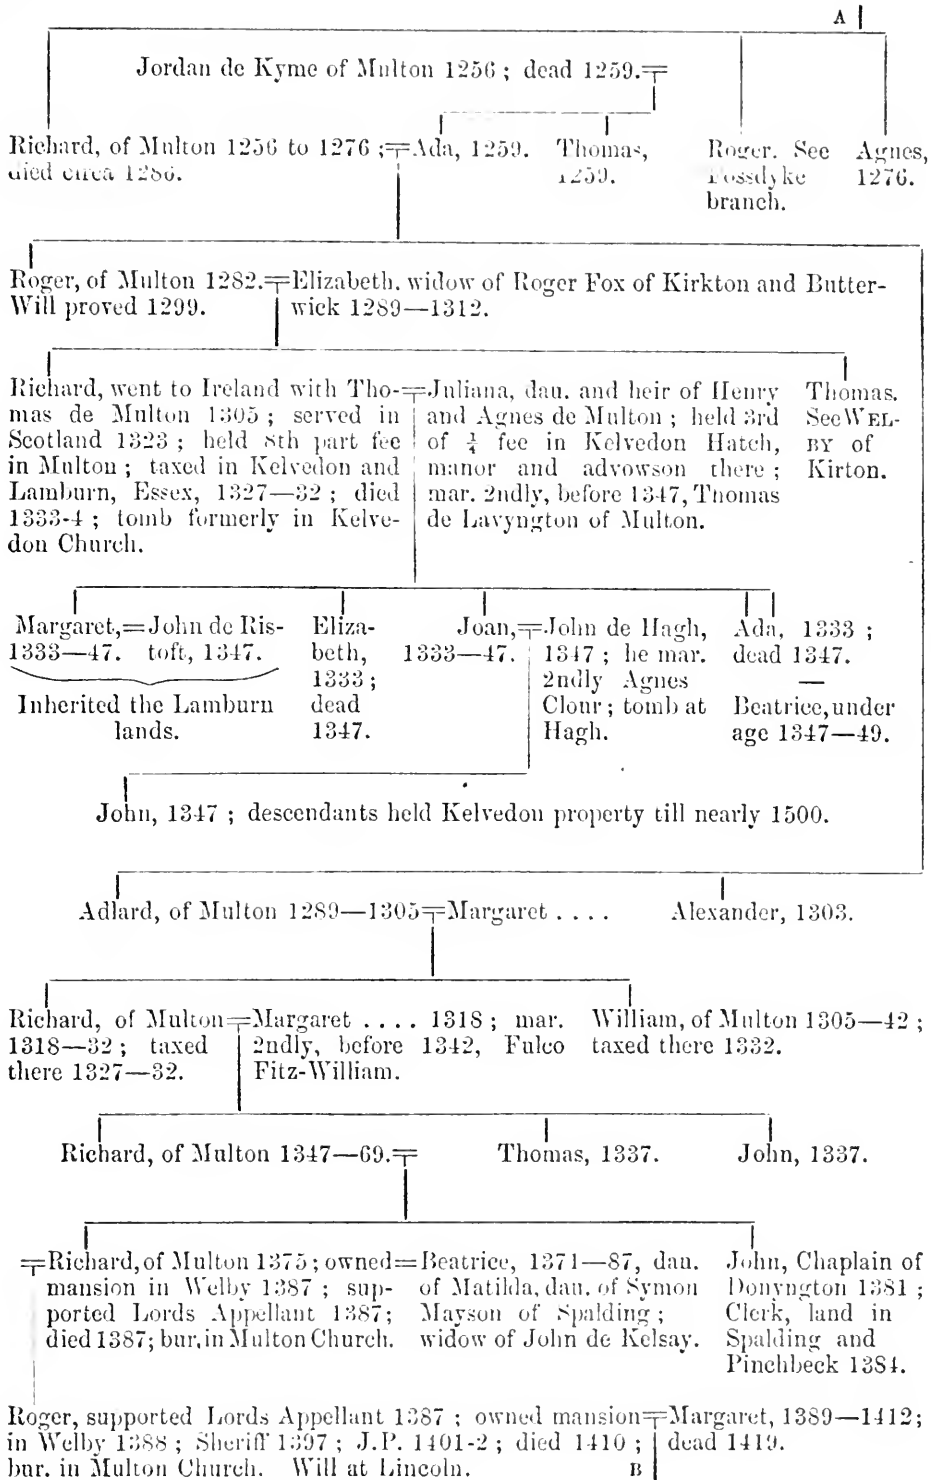 A
Jordan de Kyme of Multon 1256 ; dead 1259.
Richard, of Multon 1256 to 1276 ; Ada, 1259. Thomas, Roger. See Agnes,
died circa 1286. 1259. Fossdyke 1276.
branch.
Roger, of Multon 1282. Elizabeth. widow of Roger Fox of Kirkton and Butter-
Will proved 1299. wick 1289—1312.
Richard, went to Ireland with Tho- Juliana, dau. and heir of Henry Thomas.
mas de Multon 1305 ; served in and Agnes de Multon ; held 3rd See WEL-
Scotland 1323 ; held 8th part fee of ¼ fee in Kelvedon Hatch, BY of
in Multon ; taxed in Kelvedon and manor and advowson there ; Kirton.
Lamburn, Essex, 1327—32 ; died mar. 2ndly, before 1347, Thomas
1333-4 ; tomb formerly in Kelve- de Lavyngton of Multon.
don Church.
Margaret,=John de Ris- Eliza- Joan,=John de Hagh, Ada, 1333 ;
1333—47. toft, 1347. beth, 1333—47. 1347 ; he mar. dead 1347.
1333 ; 2ndly Agnes —
Inherited the Lamburn dead Clour ; tomb at Beatrice, under
lands. 1347. Hagh. age 1347—49.
John, 1347 ; descendants held Kelvedon property till nearly 1500.
Adlard, of Multon 1289—1305=Margaret .... Alexander, 1303.
Richard, of Multon=Margaret .... 1318 ; mar. William, of Multon 1305—42 ;
1318—32 ; taxed 2ndly, before 1342, Fulco taxed there 1332.
there 1327—32. Fitz-William.
Richard, of Multon 1347—69.= Thomas, 1337. John, 1337.
=Richard, of Multon 1375 ; owned=Beatrice, 1371—87, dau. John, Chaplain of
mansion in Welby 1387 ; sup- of Matilda, dau. of Symon Donyngton 1381 ;
ported Lords Appellant 1387; Mayson of Spalding ; Clerk, land in
died 1387; bur. in Multon Church. widow of John de Kelsay. Spalding and
Pinchbeck 1384.
Roger, supported Lords Appellant 1387 ; owned mansion=Margaret, 1389—1412;
in Welby 1388 ; Sheriff 1397 ; J.P. 1401-2 ; died 1410 ; dead 1419.
bur. in Multon Church. Will at Lincoln. B